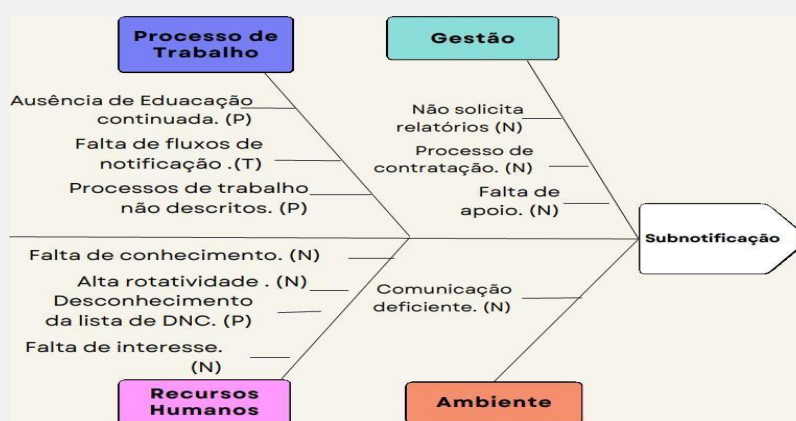 Processo de
Trabalho
Gestão
Ausência de Eduacação
continuada. (P)
Falta de fluxos de
notificação .(T)
Processos de trabalho
não descritos. (P)
Não solicita
relatórios (N)
Processo de
contratação. (N)
Falta de
apoio. (N)
Subnotificação
Falta de conhecimento. (N)
Alta rotatividade . (N)
Desconhecimento
da lista de DNC. (P)
Falta de interesse.
(N)
Comunicação
deficiente. (N)
Recursos
Humanos
Ambiente